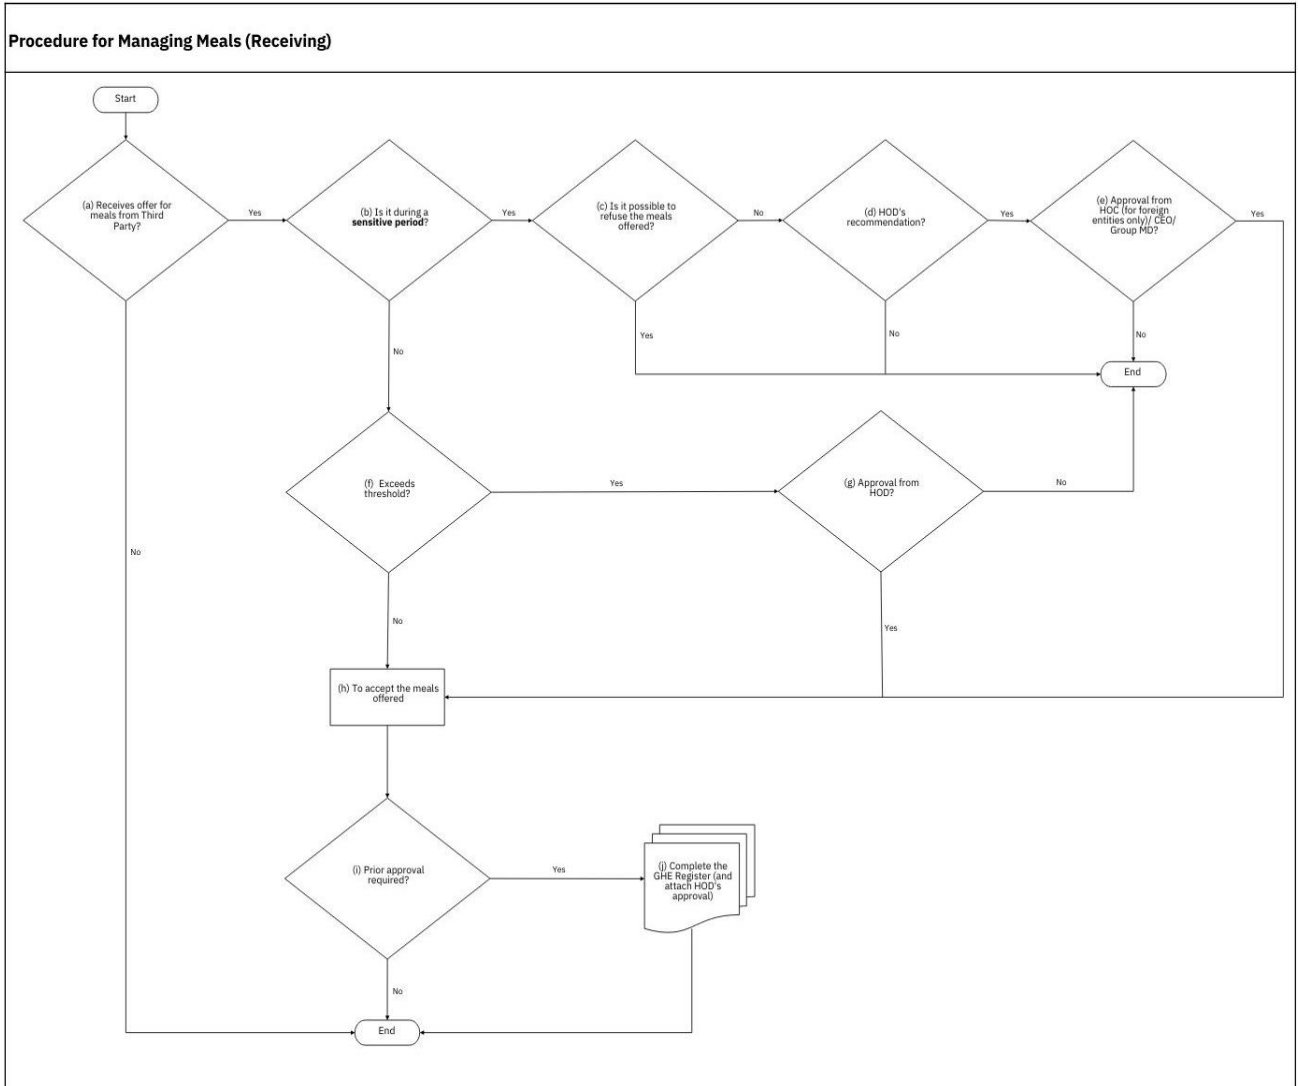 Procedure for Managing Meals (Receiving)
Start
(a) Receives offer for
meals from Third
Party?
Yes
(b) Is it during a
sensitive period?
Yes
(c) Is it possible to
refuse the meals
offered?
No
(d) HOD's
recommendation?
Yes
(e) Approval from
HOC (for foreign
entities only)/ CEO/
Group MD?
Yes
No
Yes
No
No
End
(f) Exceeds
threshold?
Yes
(g) Approval from
HOD?
No
No
No
Yes
(h) To accept the meals
offered
(i) Prior approval
required?
Yes
(j) Complete the
GHE Register (and
attach HOD's
approval)
No
End